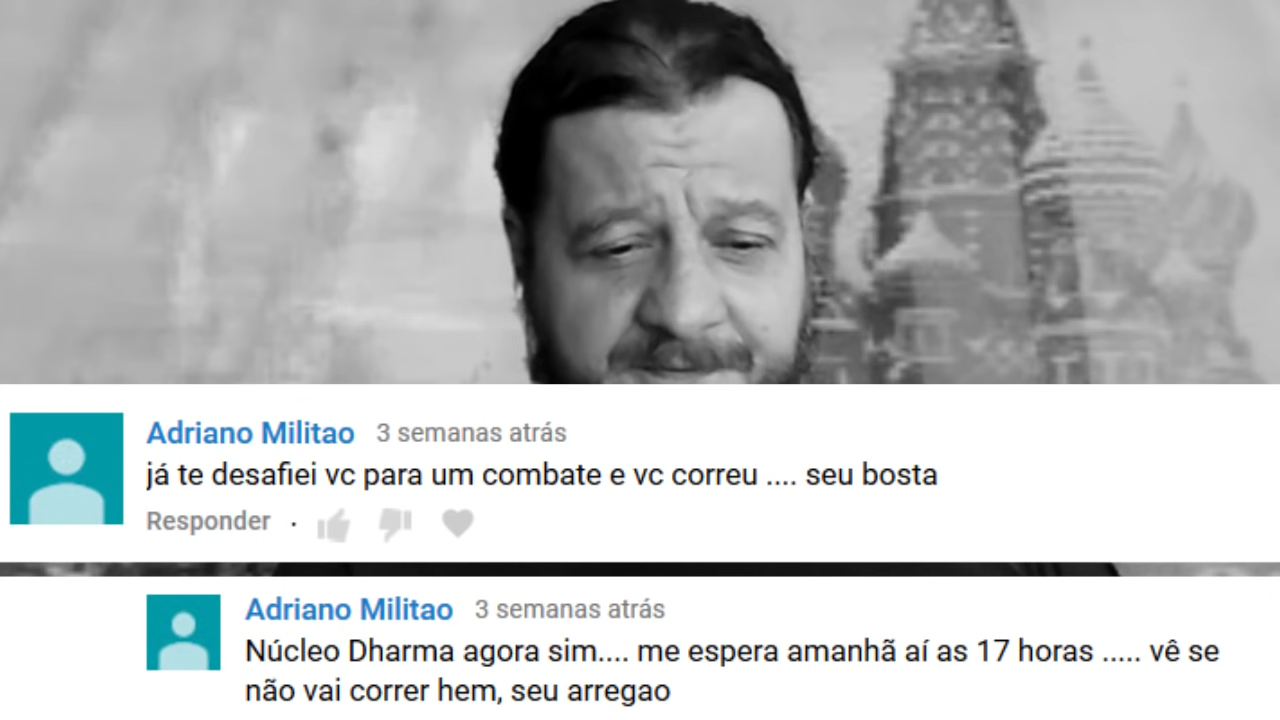 Adriano Militao 3 semanas atrás
já te desafiei vc para um combate e vc correu .... seu bosta
Responder ·
Adriano Militao 3 semanas atrás
Núcleo Dharma agora sim.... me espera amanhã aí as 17 horas ..... vê se
não vai correr hem, seu arregao